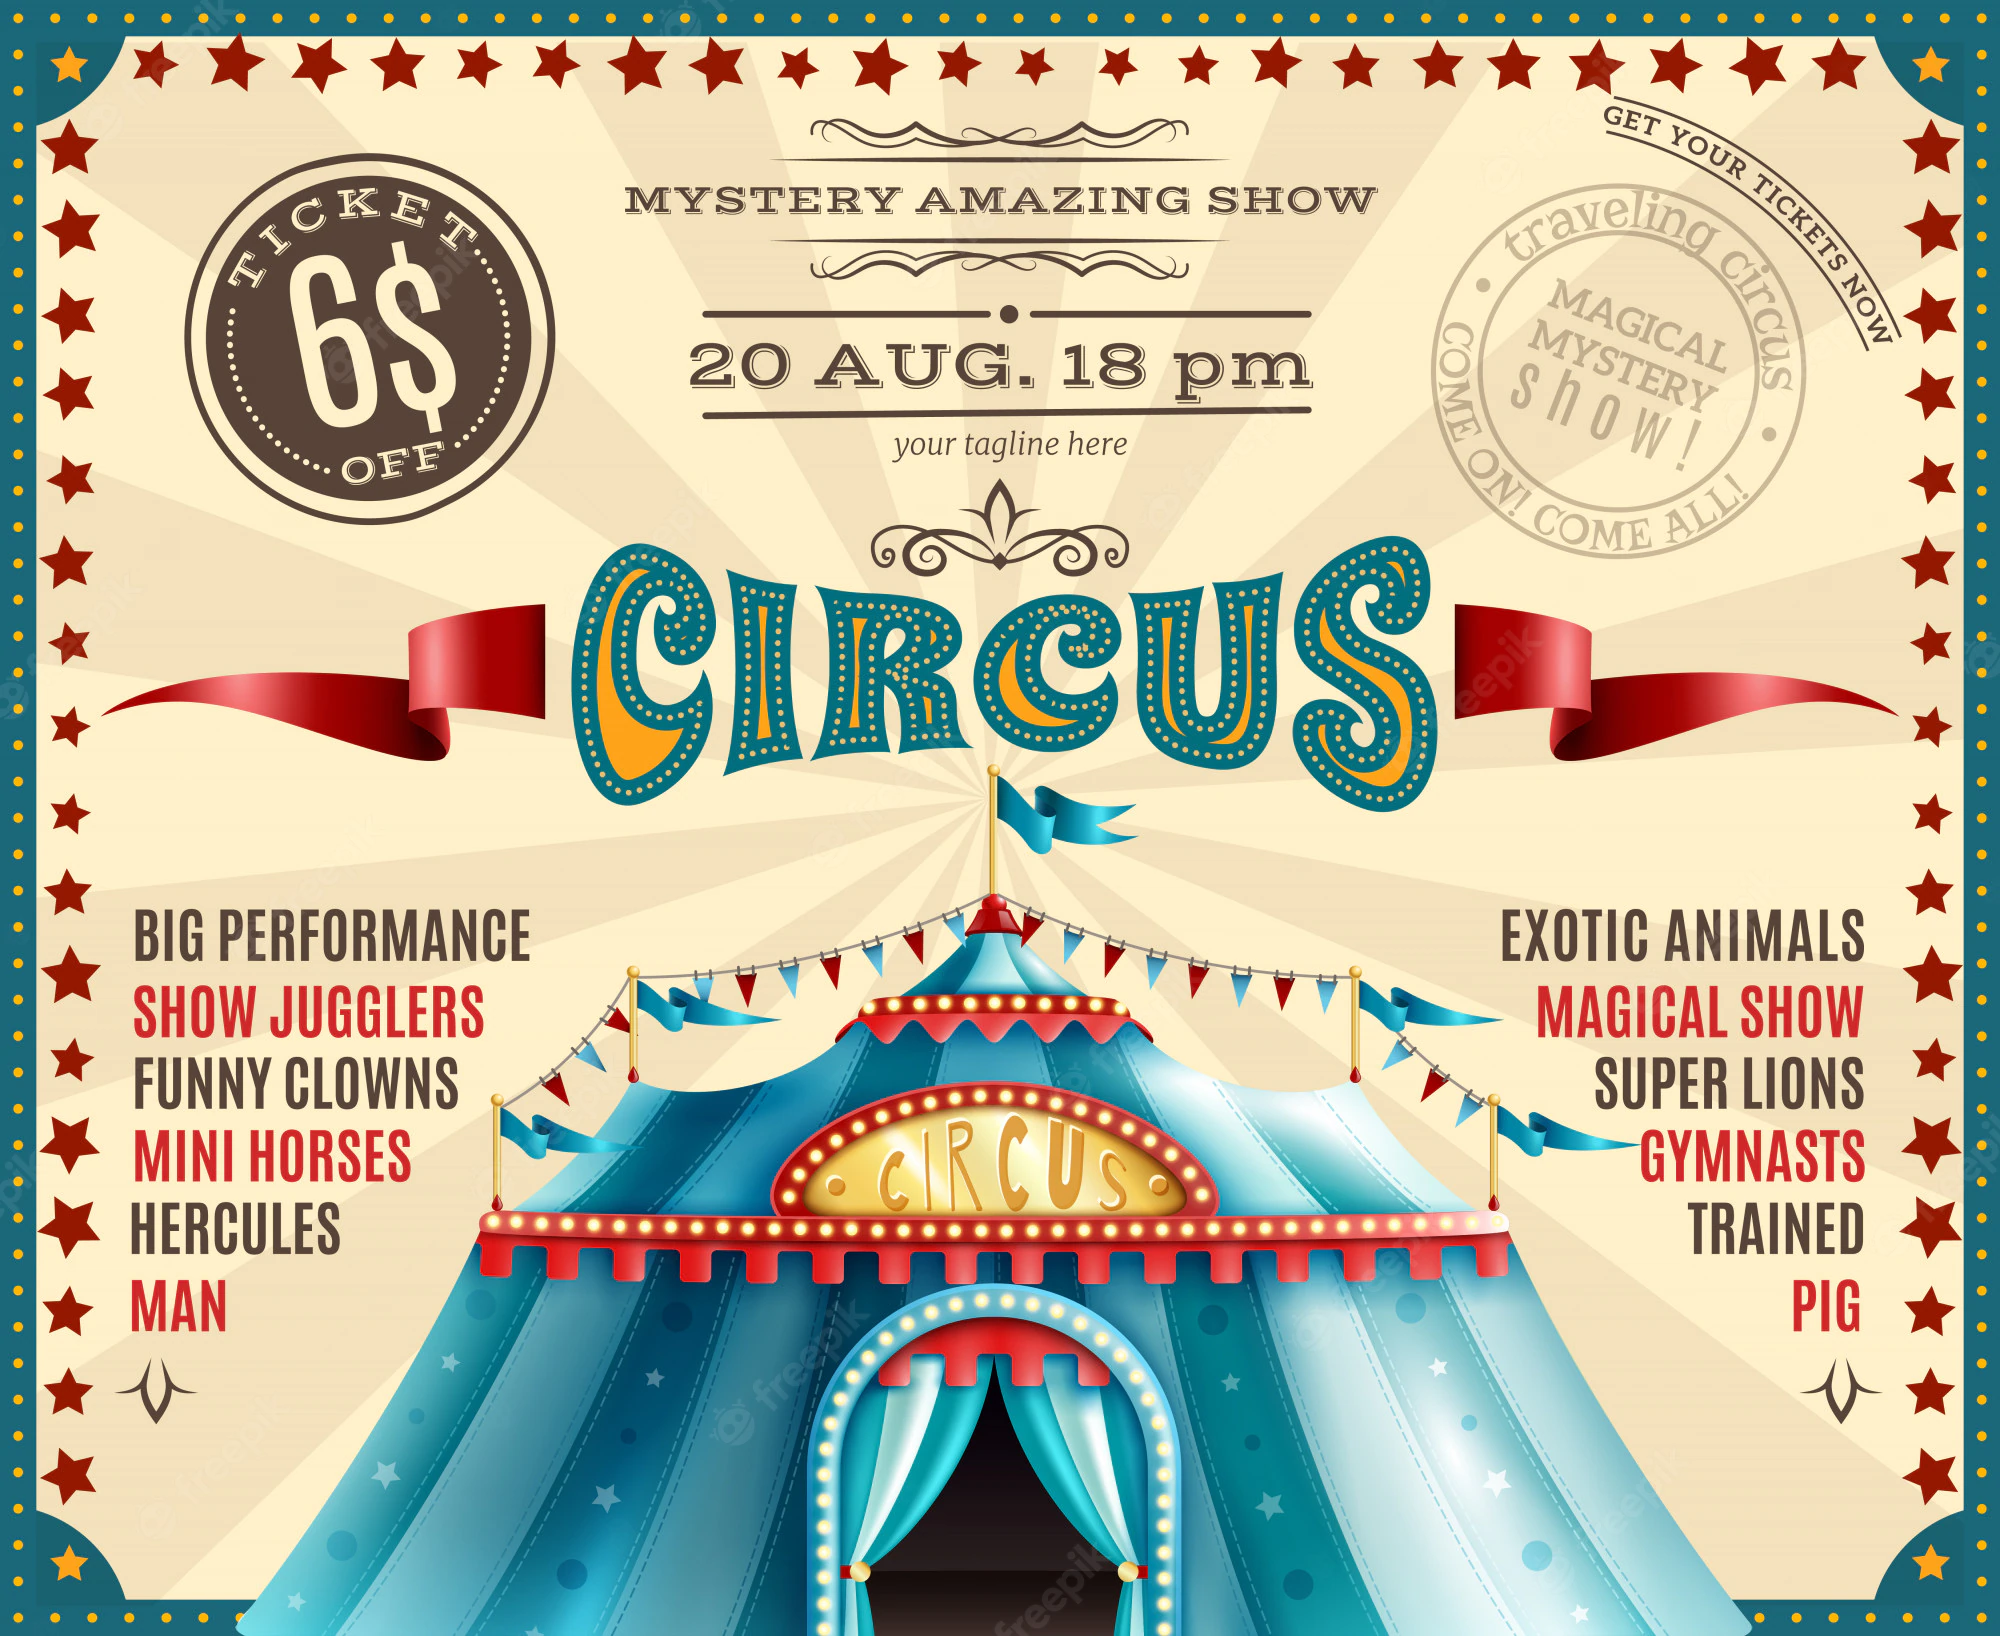 GET YOUR TICKETS NOW
TICKET
6$
OFF
MYSTERY AMAZING SHOW
20 AUG. 18 pm
your tagline here
traveling circus
MAGICAL
MYSTERY
show!
COME ON! COME ALL!
CIRCUS
BIG PERFORMANCE
SHOW JUGGLERS
FUNNY CLOWNS
MINI HORSES
HERCULES
MAN
EXOTIC ANIMALS
MAGICAL SHOW
SUPER LIONS
GYMNASTS
TRAINED
PIG
CIRCUS
freepik